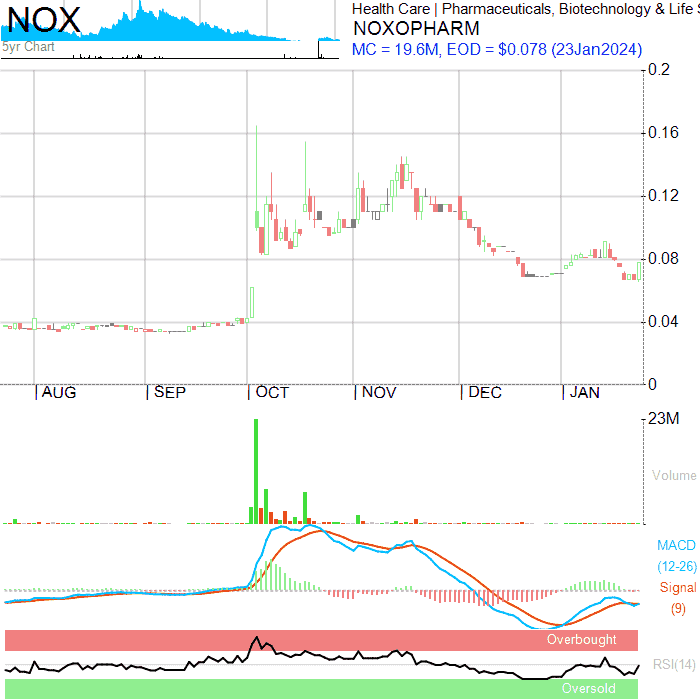 NOX
5yr Chart
Health Care | Pharmaceuticals, Biotechnology & Life S
NOXOPHARM
MC = 19.6M, EOD = $0.078 (23Jan2024)
0.2
0.16
0.12
0.08
0.04
0
| AUG | SEP | OCT | NOV | DEC | JAN
23M
Volume
MACD
(12-26)
Signal
(9)
Overbought
RSI(14)
Oversold